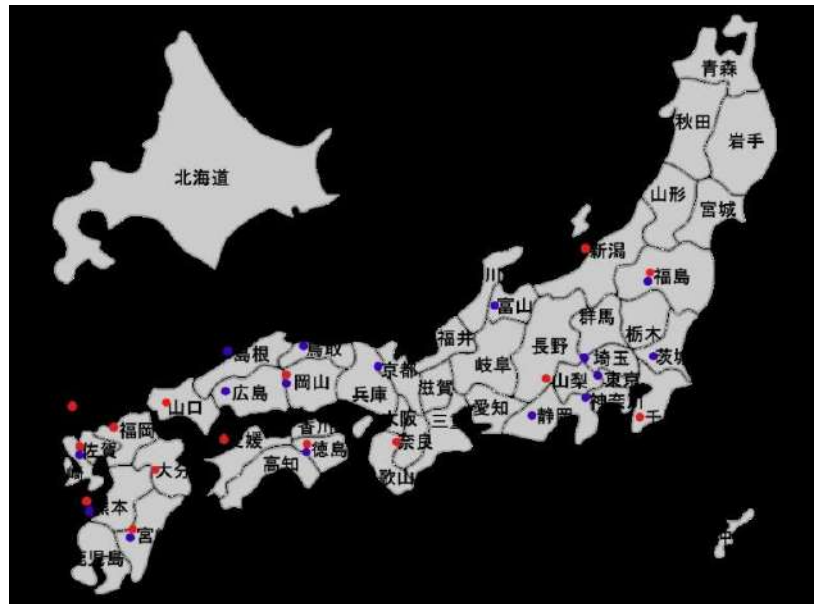 青森
秋田
岩手
北海道
山形
宮城
新潟
川
福島
富山
群馬
栃木
福井
長野
茨城
島根
鳥取
岐阜
埼玉
京都
山梨
東京
岡山
広島
兵庫
滋賀
神奈川
山口
愛知
静岡
千
大阪
三
香川
福岡
媛
奈良
佐賀
徳島
高知
大分
崎
歌山
熊本
宮
児島